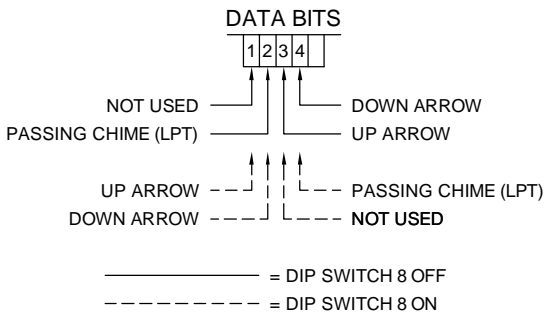 DATA BITS
1 2 3 4
NOT USED DOWN ARROW
PASSING CHIME (LPT) UP ARROW
UP ARROW PASSING CHIME (LPT)
DOWN ARROW NOT USED
= DIP SWITCH 8 OFF
= DIP SWITCH 8 ON